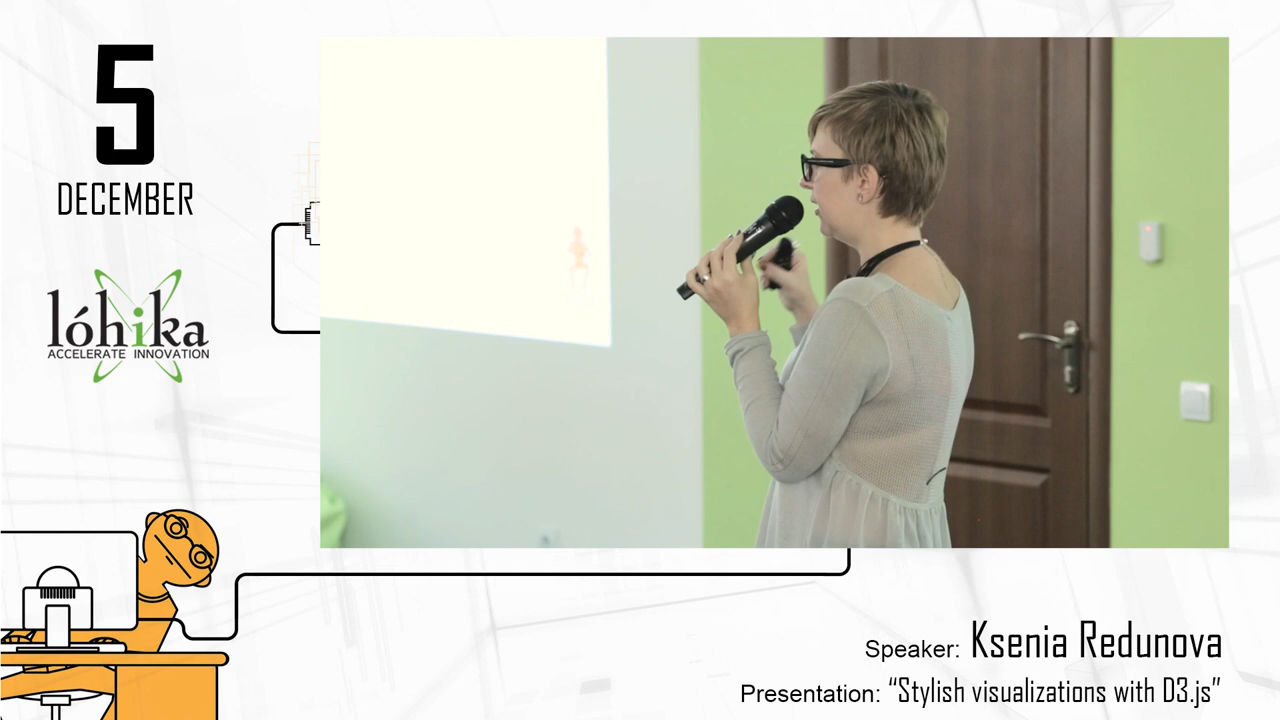 5
DECEMBER
lóhika
ACCELERATE INNOVATION
Speaker: Ksenia Redunova
Presentation: “Stylish visualizations with D3.js”